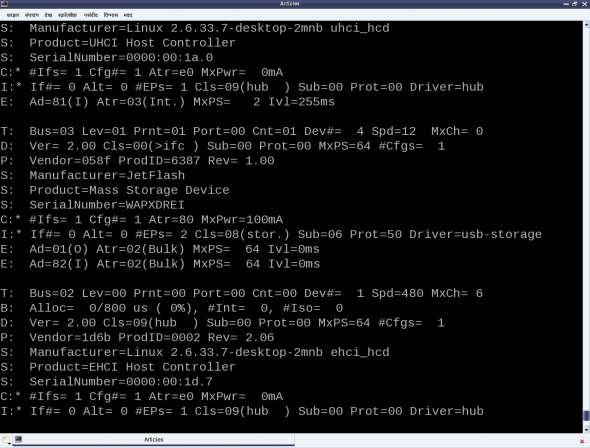 Articles
फाइल संपादन देखा स्क्रॉलबैक पसंदीदा विन्यास मदद
S:  Manufacturer=Linux 2.6.33.7-desktop-2mnb uhci_hcd
S:  Product=UHCI Host Controller
S:  SerialNumber=0000:00:1a.0
C:* #Ifs= 1 Cfg#= 1 Atr=e0 MxPwr=  0mA
I:* If#= 0 Alt= 0 #EPs= 1 Cls=09(hub  ) Sub=00 Prot=00 Driver=hub
E:  Ad=81(I) Atr=03(Int.) MxPS=   2 Ivl=255ms
T:  Bus=03 Lev=01 Prnt=01 Port=00 Cnt=01 Dev#=  4 Spd=12  MxCh= 0
D:  Ver= 2.00 Cls=00(>ifc ) Sub=00 Prot=00 MxPS=64 #Cfgs=  1
P:  Vendor=058f ProdID=6387 Rev= 1.00
S:  Manufacturer=JetFlash
S:  Product=Mass Storage Device
S:  SerialNumber=WAPXDREI
C:* #Ifs= 1 Cfg#= 1 Atr=80 MxPwr=100mA
I:* If#= 0 Alt= 0 #EPs= 2 Cls=08(stor.) Sub=06 Prot=50 Driver=usb-storage
E:  Ad=01(O) Atr=02(Bulk) MxPS=  64 Ivl=0ms
E:  Ad=82(I) Atr=02(Bulk) MxPS=  64 Ivl=0ms
T:  Bus=02 Lev=00 Prnt=00 Port=00 Cnt=00 Dev#=  1 Spd=480 MxCh= 6
B:  Alloc=  0/800 us ( 0%), #Int=  0, #Iso=  0
D:  Ver= 2.00 Cls=09(hub  ) Sub=00 Prot=00 MxPS=64 #Cfgs=  1
P:  Vendor=1d6b ProdID=0002 Rev= 2.06
S:  Manufacturer=Linux 2.6.33.7-desktop-2mnb ehci_hcd
S:  Product=EHCI Host Controller
S:  SerialNumber=0000:00:1d.7
C:* #Ifs= 1 Cfg#= 1 Atr=e0 MxPwr=  0mA
I:* If#= 0 Alt= 0 #EPs= 1 Cls=09(hub  ) Sub=00 Prot=00 Driver=hub
Articles